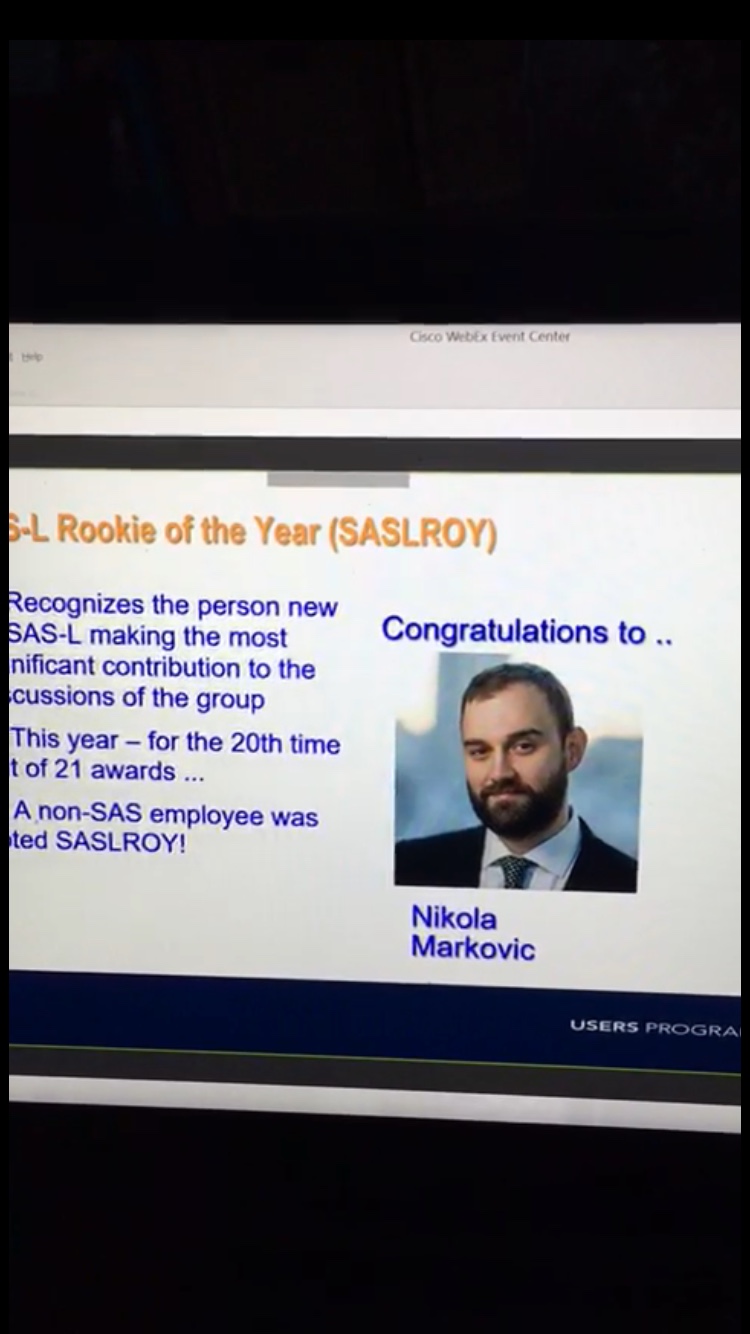 Cisco WebEx Event Center
Help
S-L Rookie of the Year (SASLROY)
Recognizes the person new
SAS-L making the most
nificant contribution to the
cussions of the group
This year – for the 20th time
t of 21 awards ...
A non-SAS employee was
ted SASLROY!
Congratulations to ..
Nikola
Markovic
USERS PROGRA